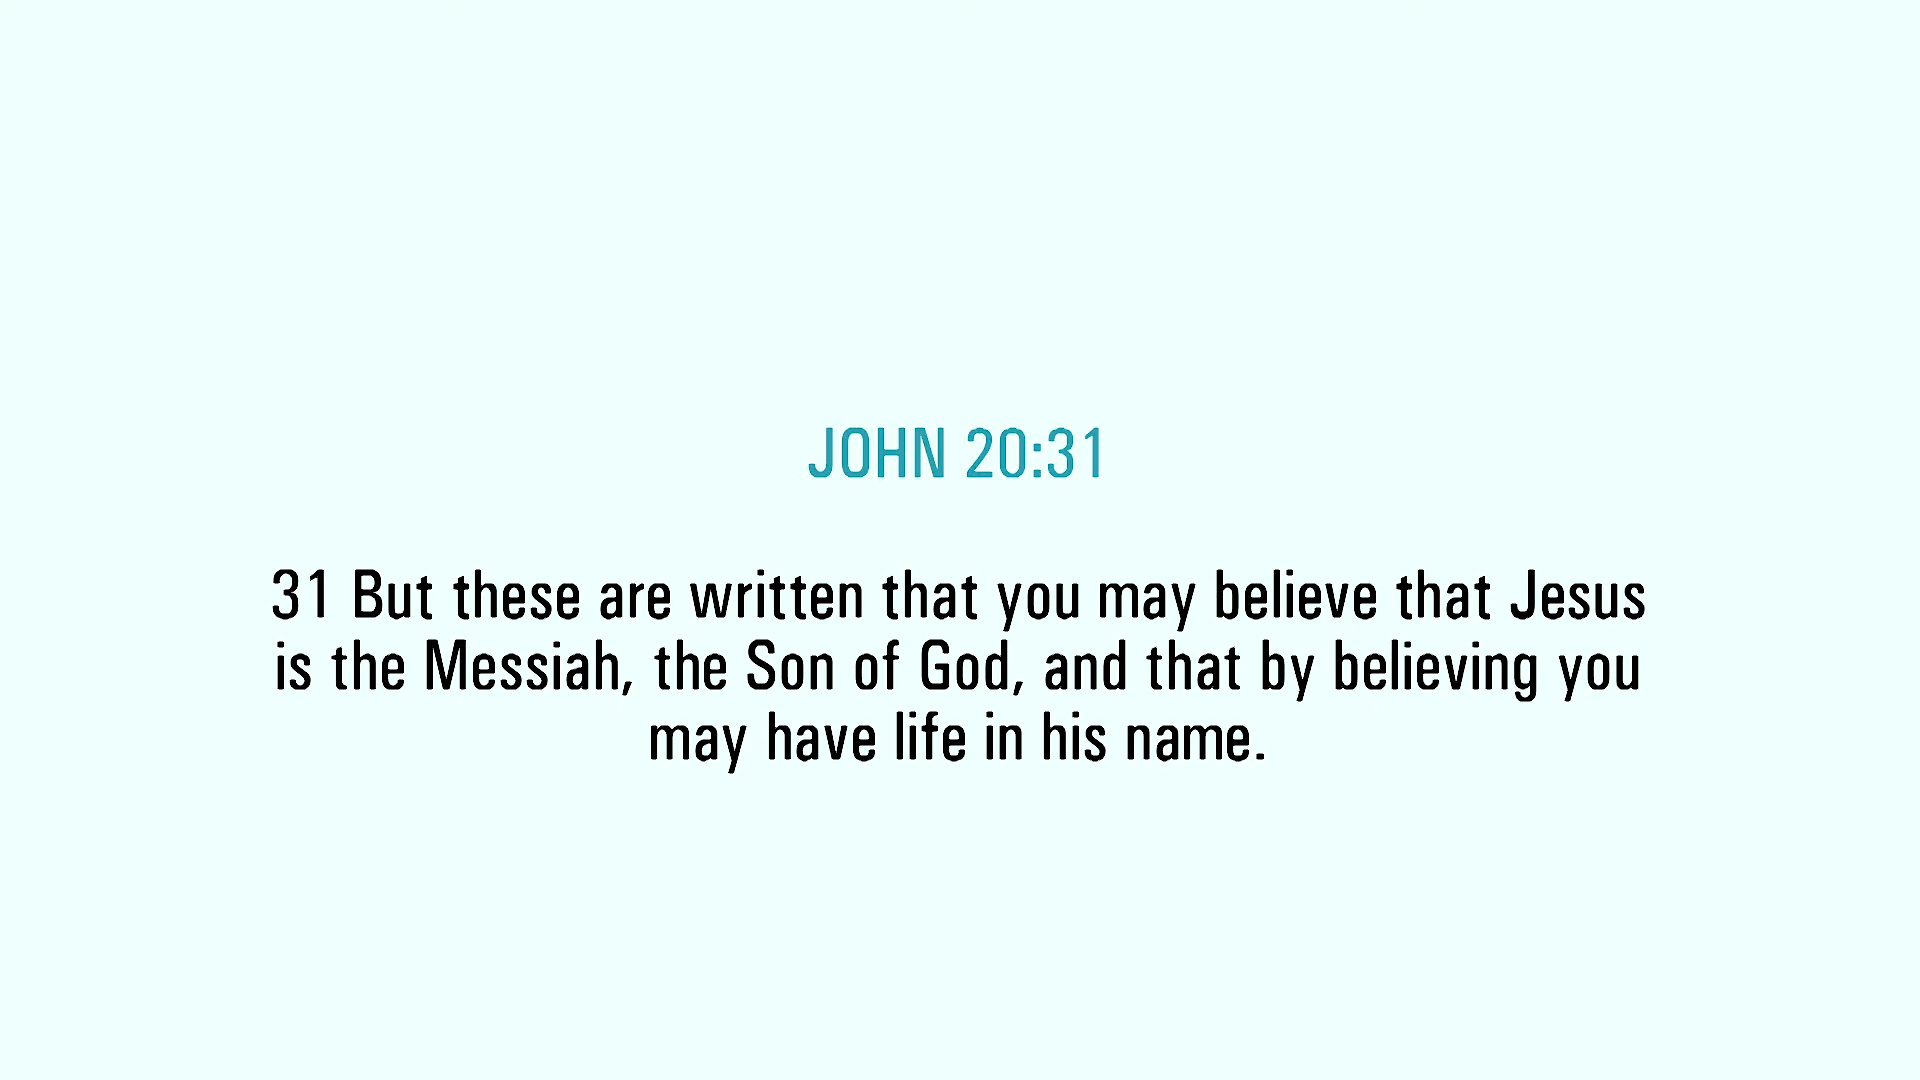 JOHN 20:31
31 But these are written that you may believe that Jesus
is the Messiah, the Son of God, and that by believing you
may have life in his name.